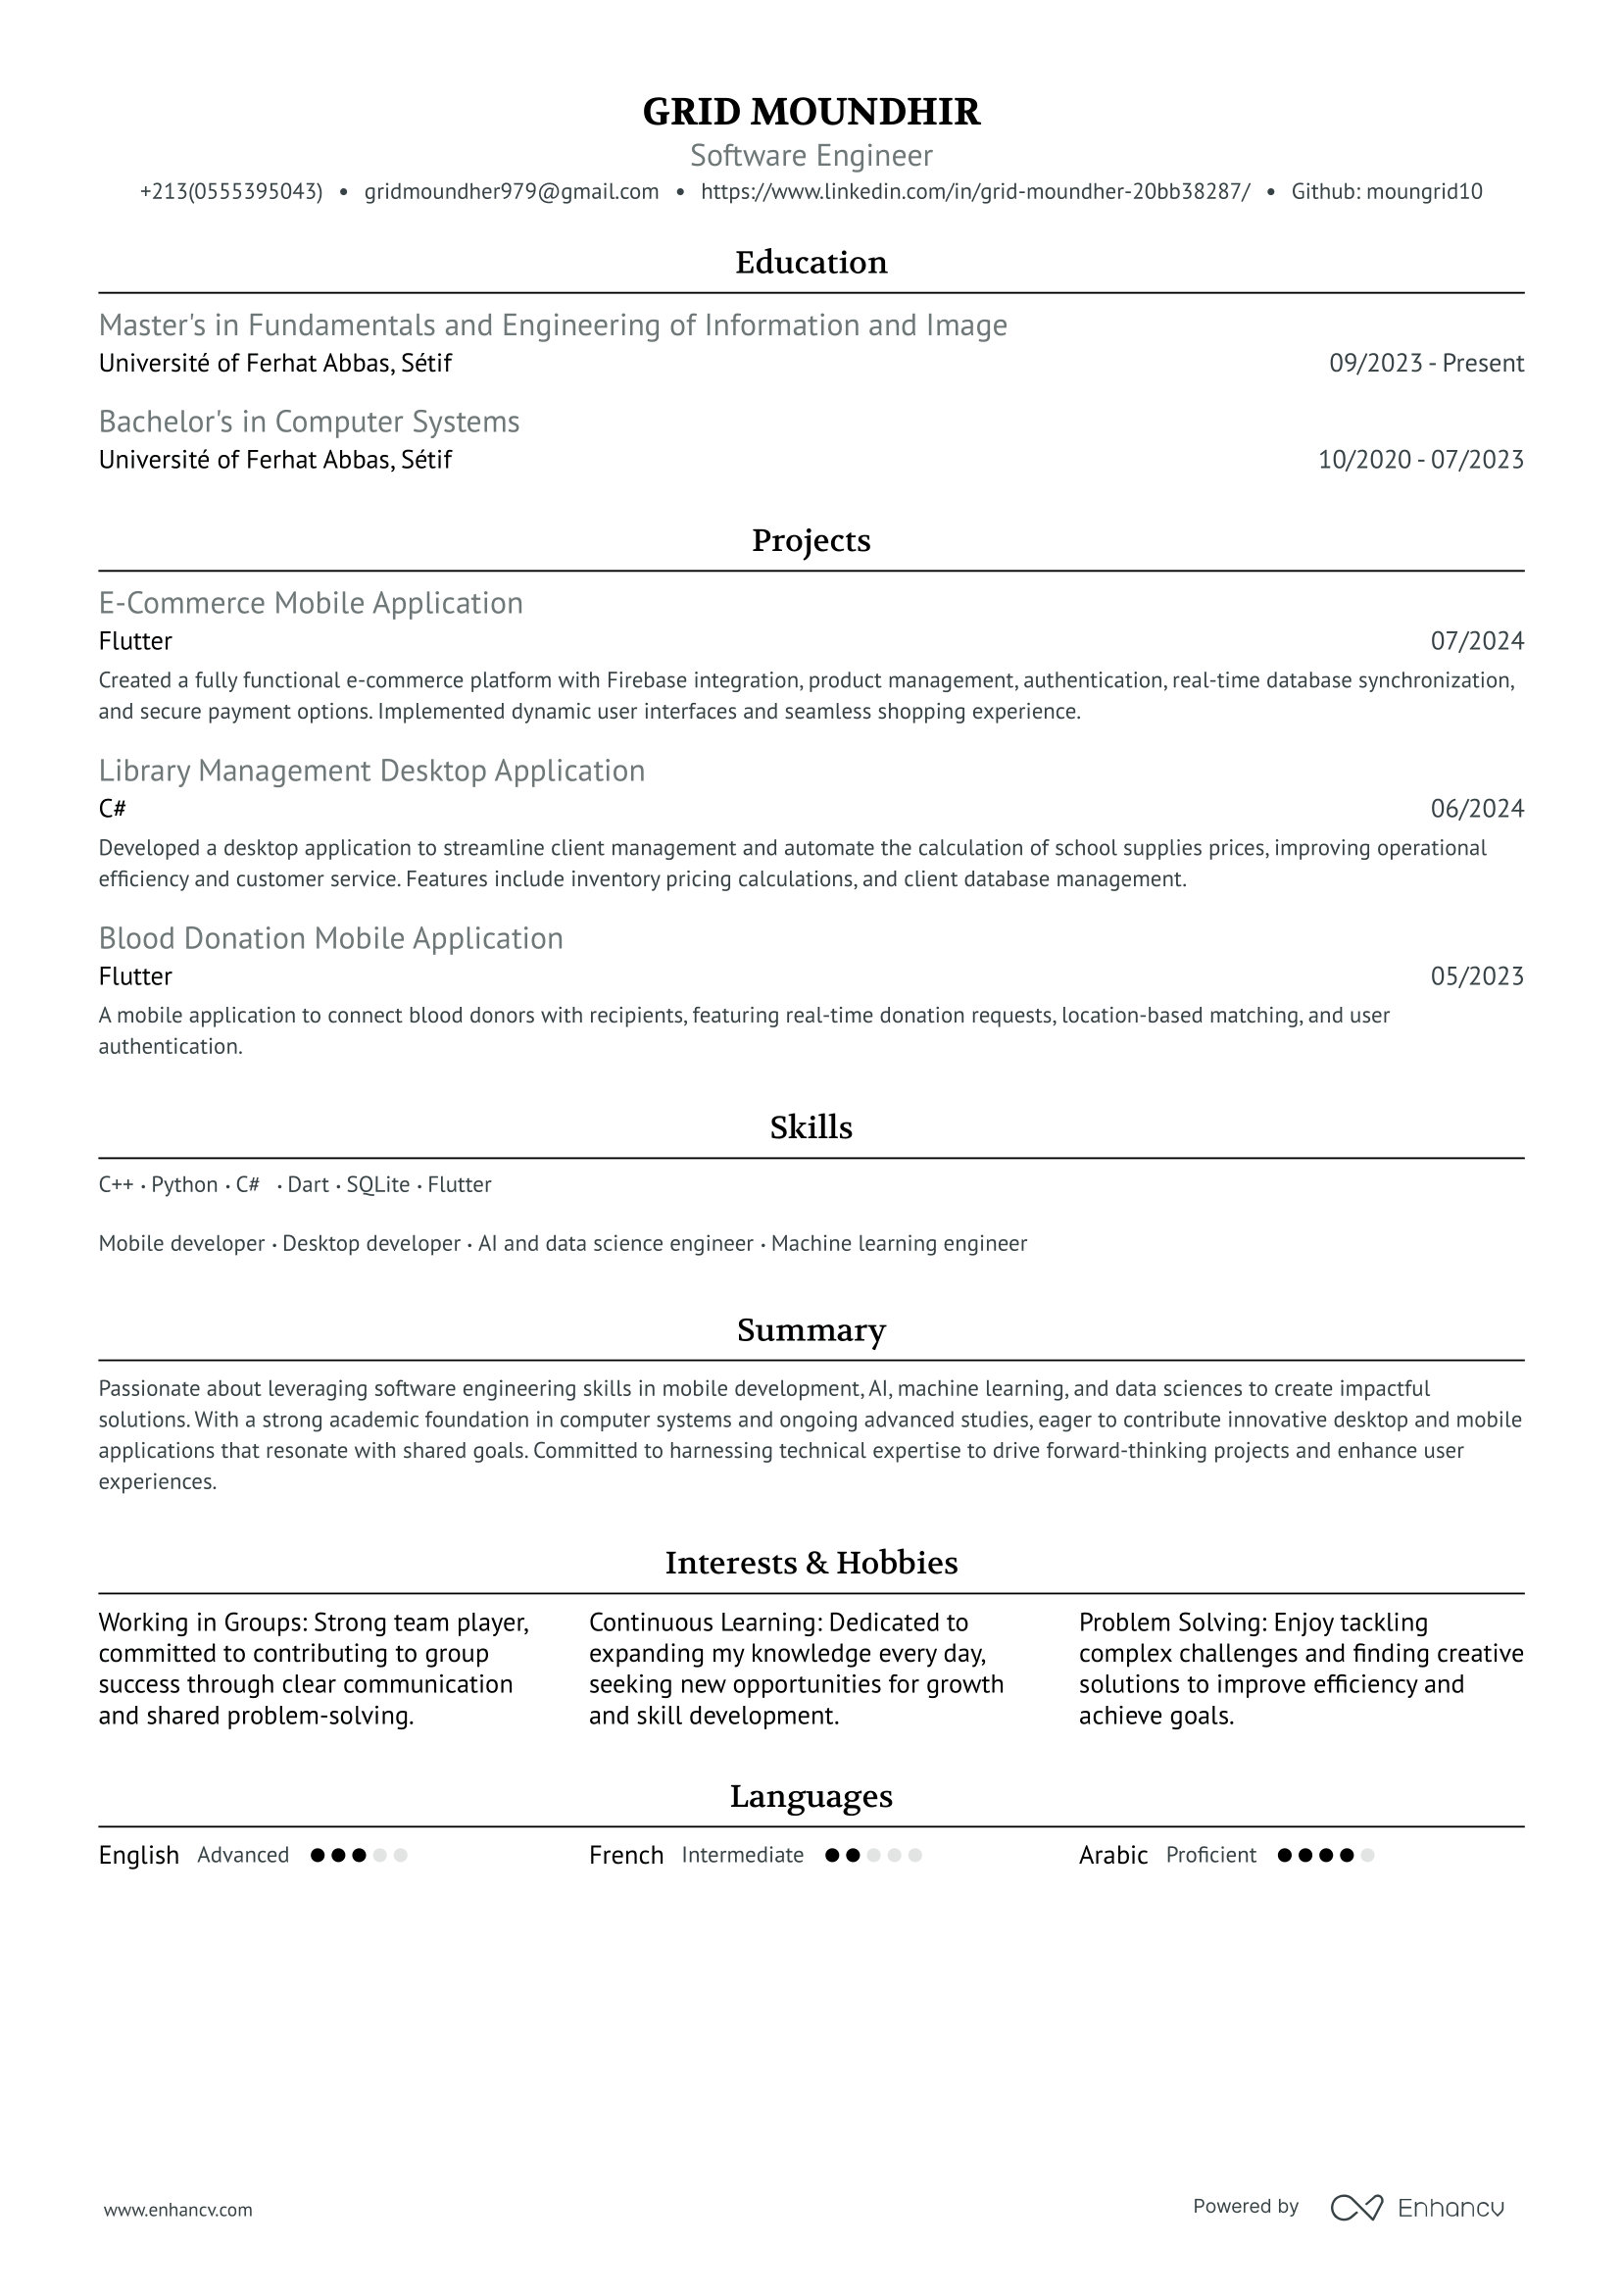 GRID MOUNDHIR
Software Engineer
+213(0555395043) • gridmoundher979@gmail.com • https://www.linkedin.com/in/grid-moundher-20bb38287/ • Github: moungrid10
Education
Master's in Fundamentals and Engineering of Information and Image
Université of Ferhat Abbas, Sétif 09/2023 - Present
Bachelor's in Computer Systems
Université of Ferhat Abbas, Sétif 10/2020 - 07/2023
Projects
E-Commerce Mobile Application
Flutter 07/2024
Created a fully functional e-commerce platform with Firebase integration, product management, authentication, real-time database synchronization,
and secure payment options. Implemented dynamic user interfaces and seamless shopping experience.
Library Management Desktop Application
C# 06/2024
Developed a desktop application to streamline client management and automate the calculation of school supplies prices, improving operational
efficiency and customer service. Features include inventory pricing calculations, and client database management.
Blood Donation Mobile Application
Flutter 05/2023
A mobile application to connect blood donors with recipients, featuring real-time donation requests, location-based matching, and user
authentication.
Skills
C++ · Python · C# · Dart · SQLite · Flutter
Mobile developer · Desktop developer · AI and data science engineer · Machine learning engineer
Summary
Passionate about leveraging software engineering skills in mobile development, AI, machine learning, and data sciences to create impactful
solutions. With a strong academic foundation in computer systems and ongoing advanced studies, eager to contribute innovative desktop and mobile
applications that resonate with shared goals. Committed to harnessing technical expertise to drive forward-thinking projects and enhance user
experiences.
Interests & Hobbies
Working in Groups: Strong team player,
committed to contributing to group
success through clear communication
and shared problem-solving.
Continuous Learning: Dedicated to
expanding my knowledge every day,
seeking new opportunities for growth
and skill development.
Problem Solving: Enjoy tackling
complex challenges and finding creative
solutions to improve efficiency and
achieve goals.
Languages
English Advanced
French Intermediate
Arabic Proficient
www.enhancv.com
Powered by Enhancv